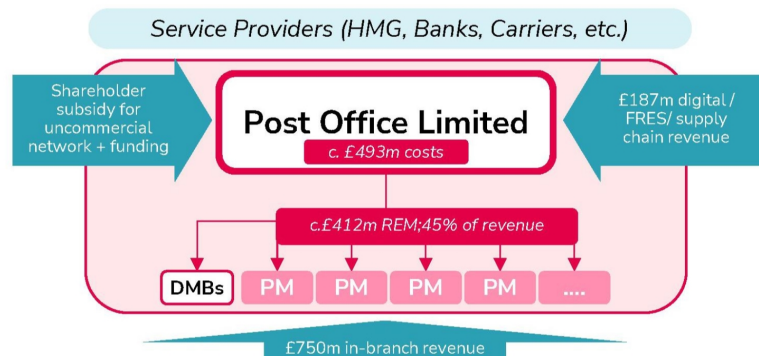 Service Providers (HMG, Banks, Carriers, etc.)
Shareholder
subsidy for
uncommercial
network + funding
Post Office Limited
c. £493m costs
£187m digital /
FRES/ supply
chain revenue
c.£412m REM;45% of revenue
DMBs
PM
PM
PM
PM
....
£750m in-branch revenue